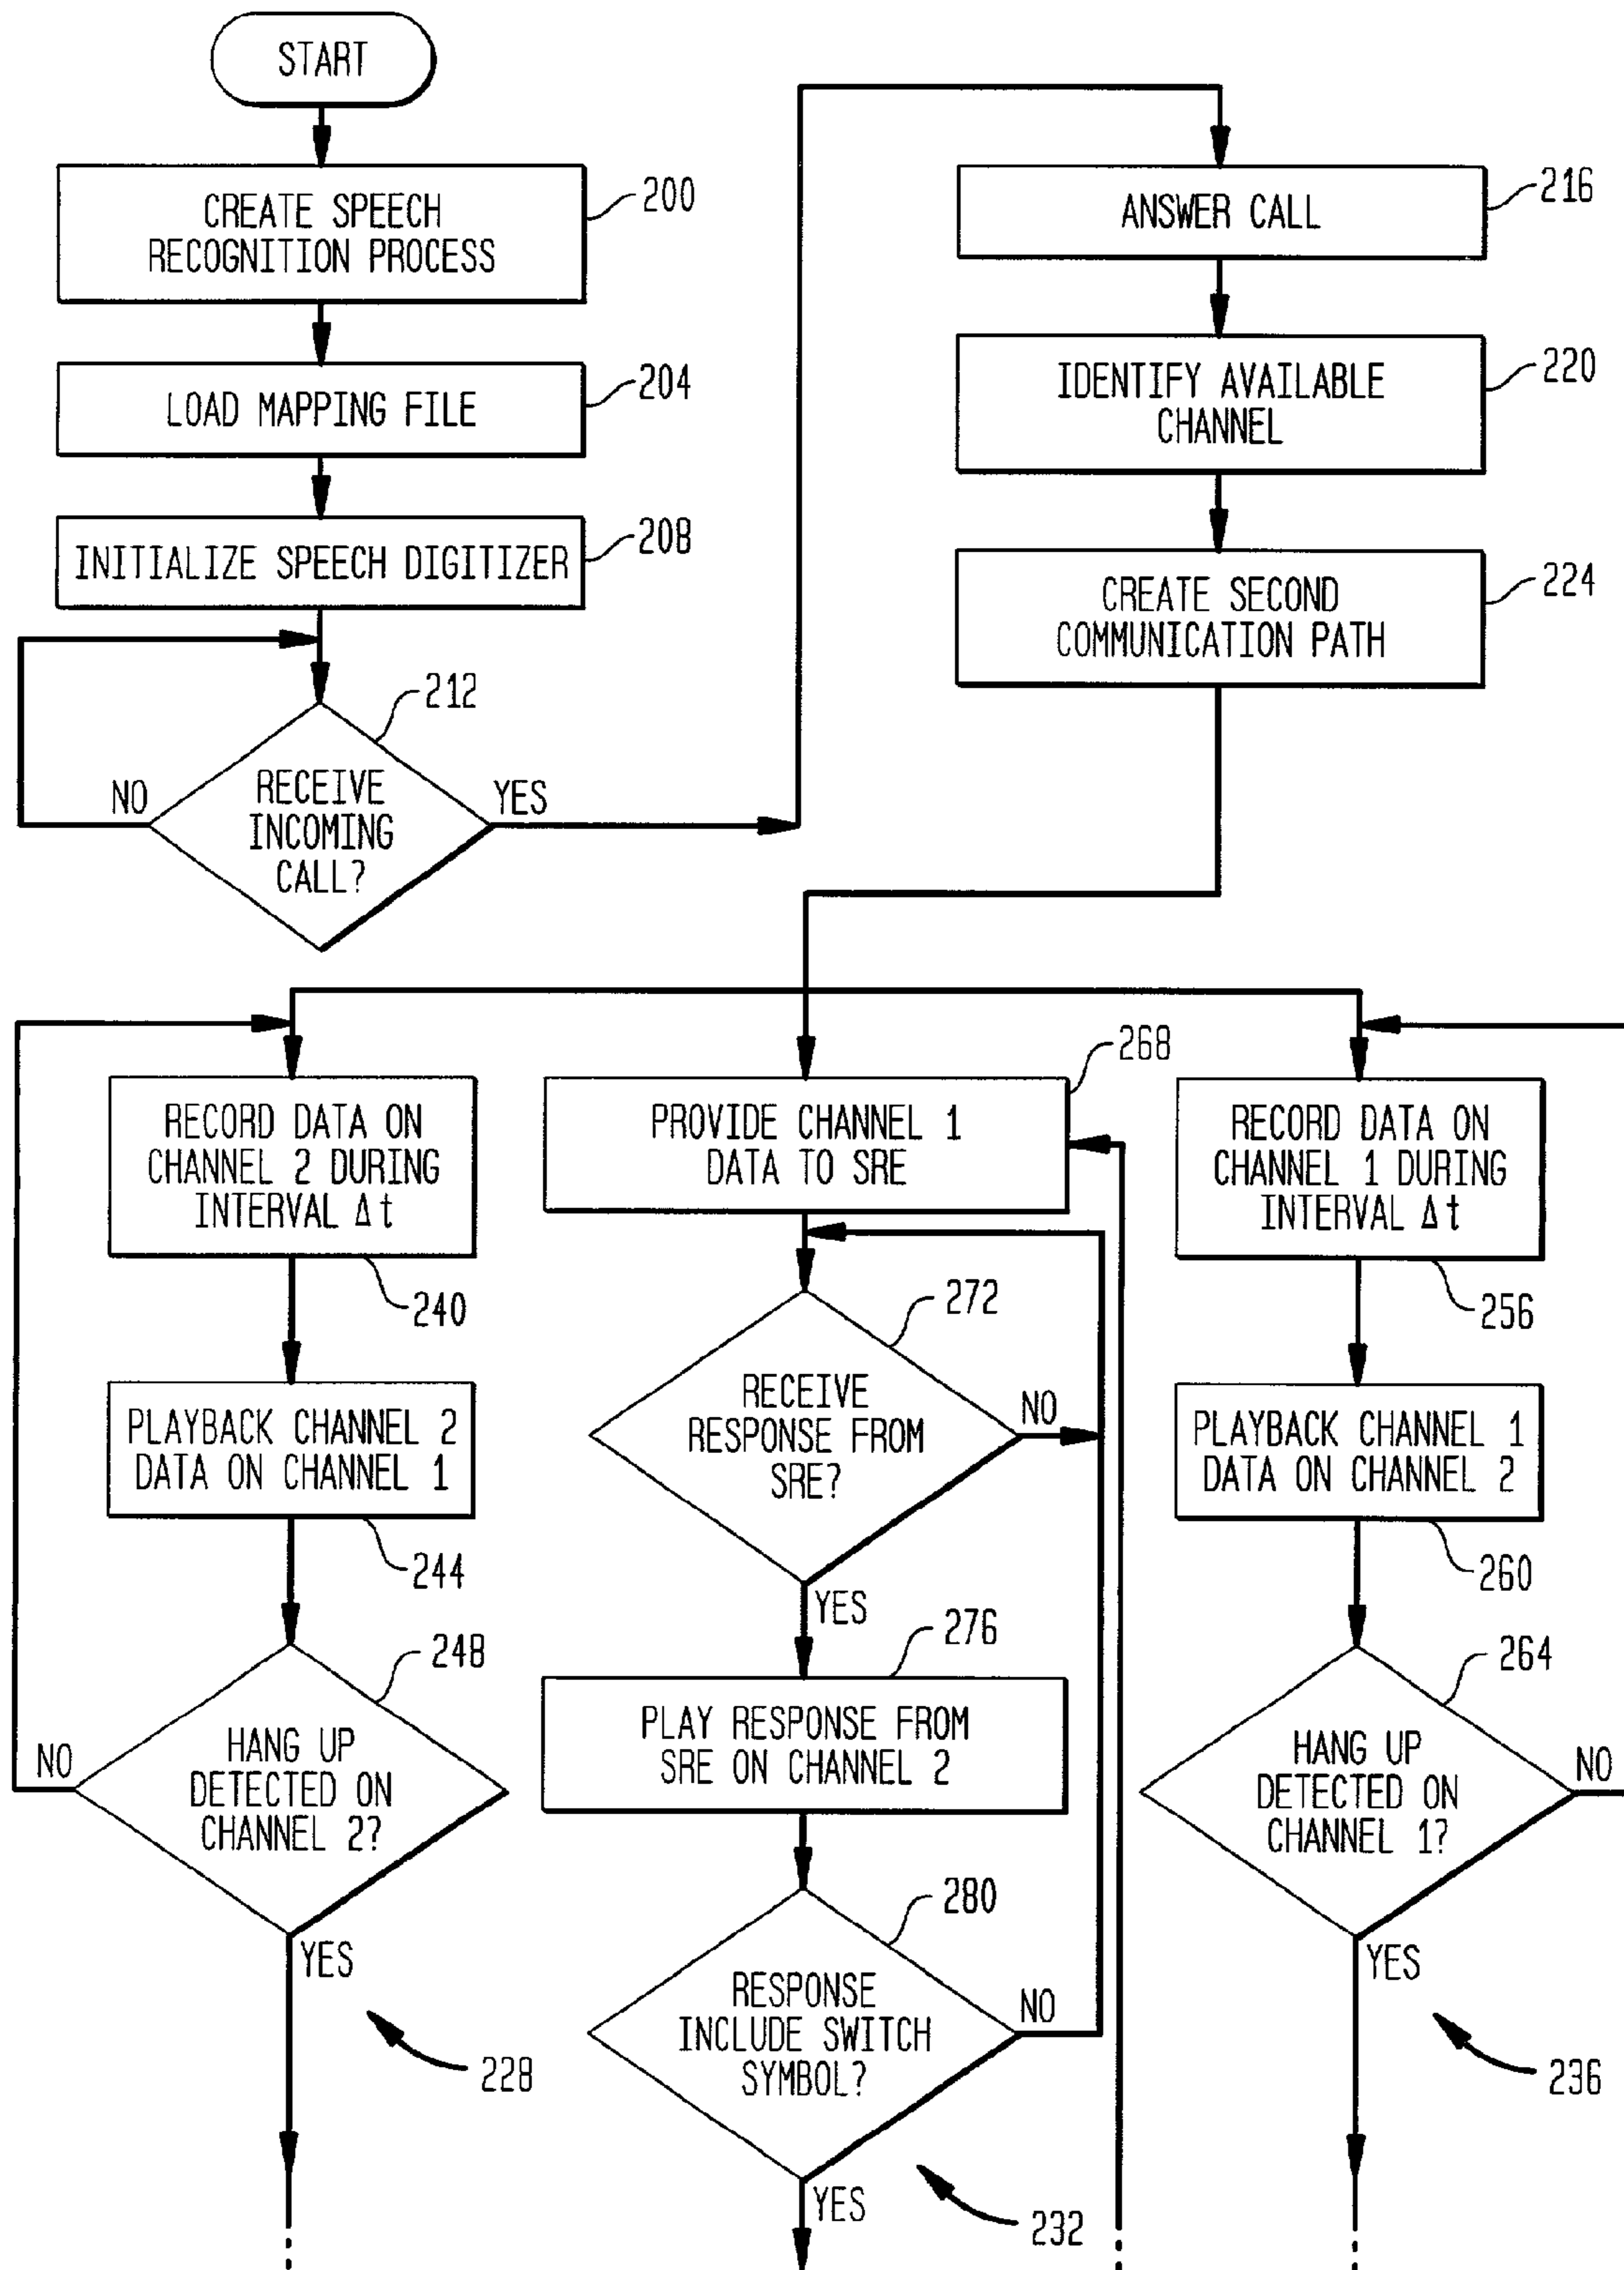 START
CREATE SPEECH
RECOGNITION PROCESS
200
LOAD MAPPING FILE
204
INITIALIZE SPEECH DIGITIZER
208
212
RECEIVE
INCOMING
CALL?
NO
YES
ANSWER CALL
216
IDENTIFY AVAILABLE
CHANNEL
220
CREATE SECOND
COMMUNICATION PATH
224
RECORD DATA ON
CHANNEL 2 DURING
INTERVAL Δt
240
PLAYBACK CHANNEL 2
DATA ON CHANNEL 1
244
248
HANG UP
DETECTED ON
CHANNEL 2?
NO
YES
228
268
PROVIDE CHANNEL 1
DATA TO SRE
272
RECEIVE
RESPONSE FROM
SRE?
NO
YES
276
PLAY RESPONSE FROM
SRE ON CHANNEL 2
280
RESPONSE
INCLUDE SWITCH
SYMBOL?
NO
YES
232
RECORD DATA ON
CHANNEL 1 DURING
INTERVAL Δt
256
PLAYBACK CHANNEL 1
DATA ON CHANNEL 2
260
264
HANG UP
DETECTED ON
CHANNEL 1?
NO
YES
236